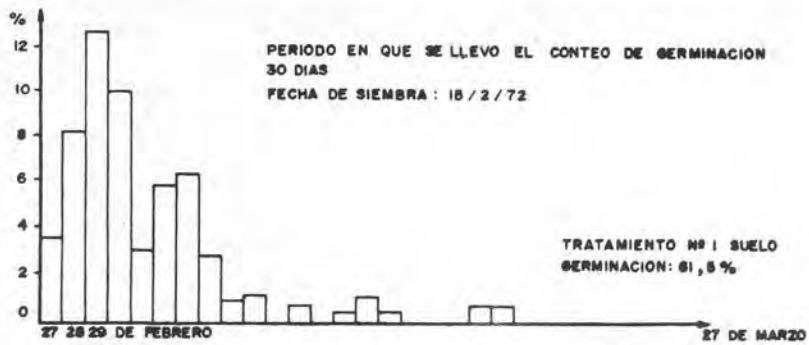 %
12
10
8
6
4
2
0
PERIODO EN QUE SE LLEVO EL CONTEO DE GERMINACION
30 DIAS
FECHA DE SIEMBRA : 18 / 2 / 72
TRATAMIENTO Nº 1 SUELO
GERMINACION: 61,5 %
27 28 29 DE FEBRERO
27 DE MARZO